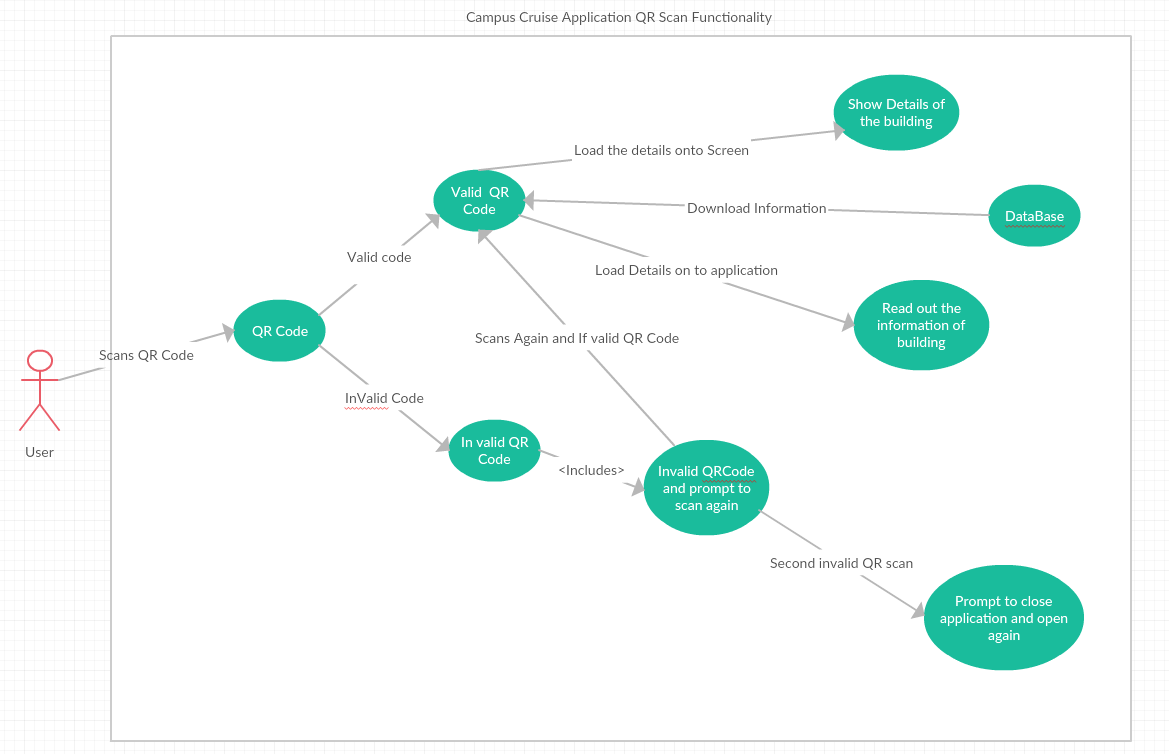 Campus Cruise Application QR Scan Functionality
Show Details of
the building
Load the details onto Screen
Valid QR
Code
Download Information
DataBase
Valid code
Load Details on to application
Read out the
information of
building
QR Code
Scans Again and If valid QR Code
Scans QR Code
User
InValid Code
In valid QR
Code
<Includes>
Invalid QRCode
and prompt to
scan again
Second invalid QR scan
Prompt to close
application and open
again